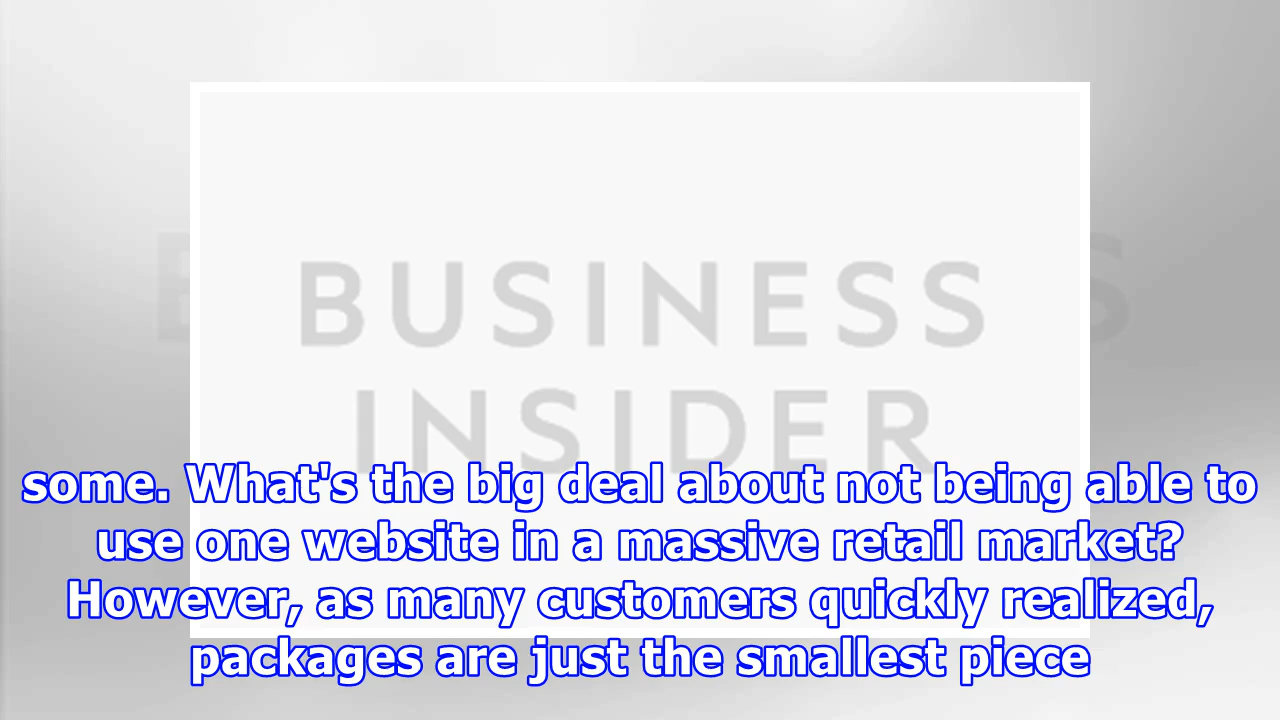 BUSINESS
INSIDER
some. What's the big deal about not being able to
use one website in a massive retail market?
However, as many customers quickly realized,
packages are just the smallest piece